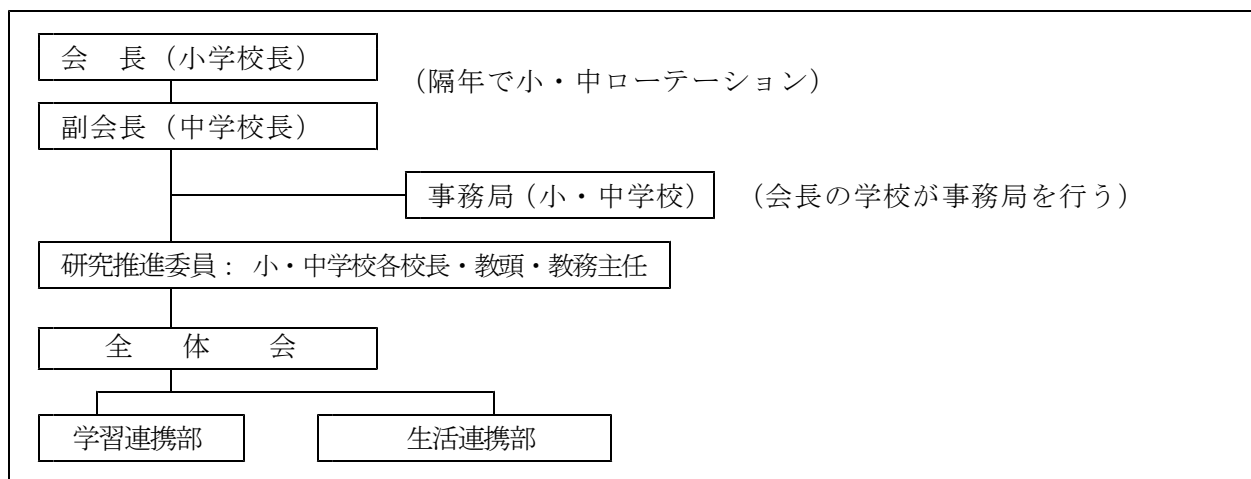 会　長（小学校長）
（隔年で小・中ローテーション）
副会長（中学校長）
事務局（小・中学校）　（会長の学校が事務局を行う）
研究推進委員：　小・中学校各校長・教頭・教務主任
全　体　会
学習連携部　生活連携部